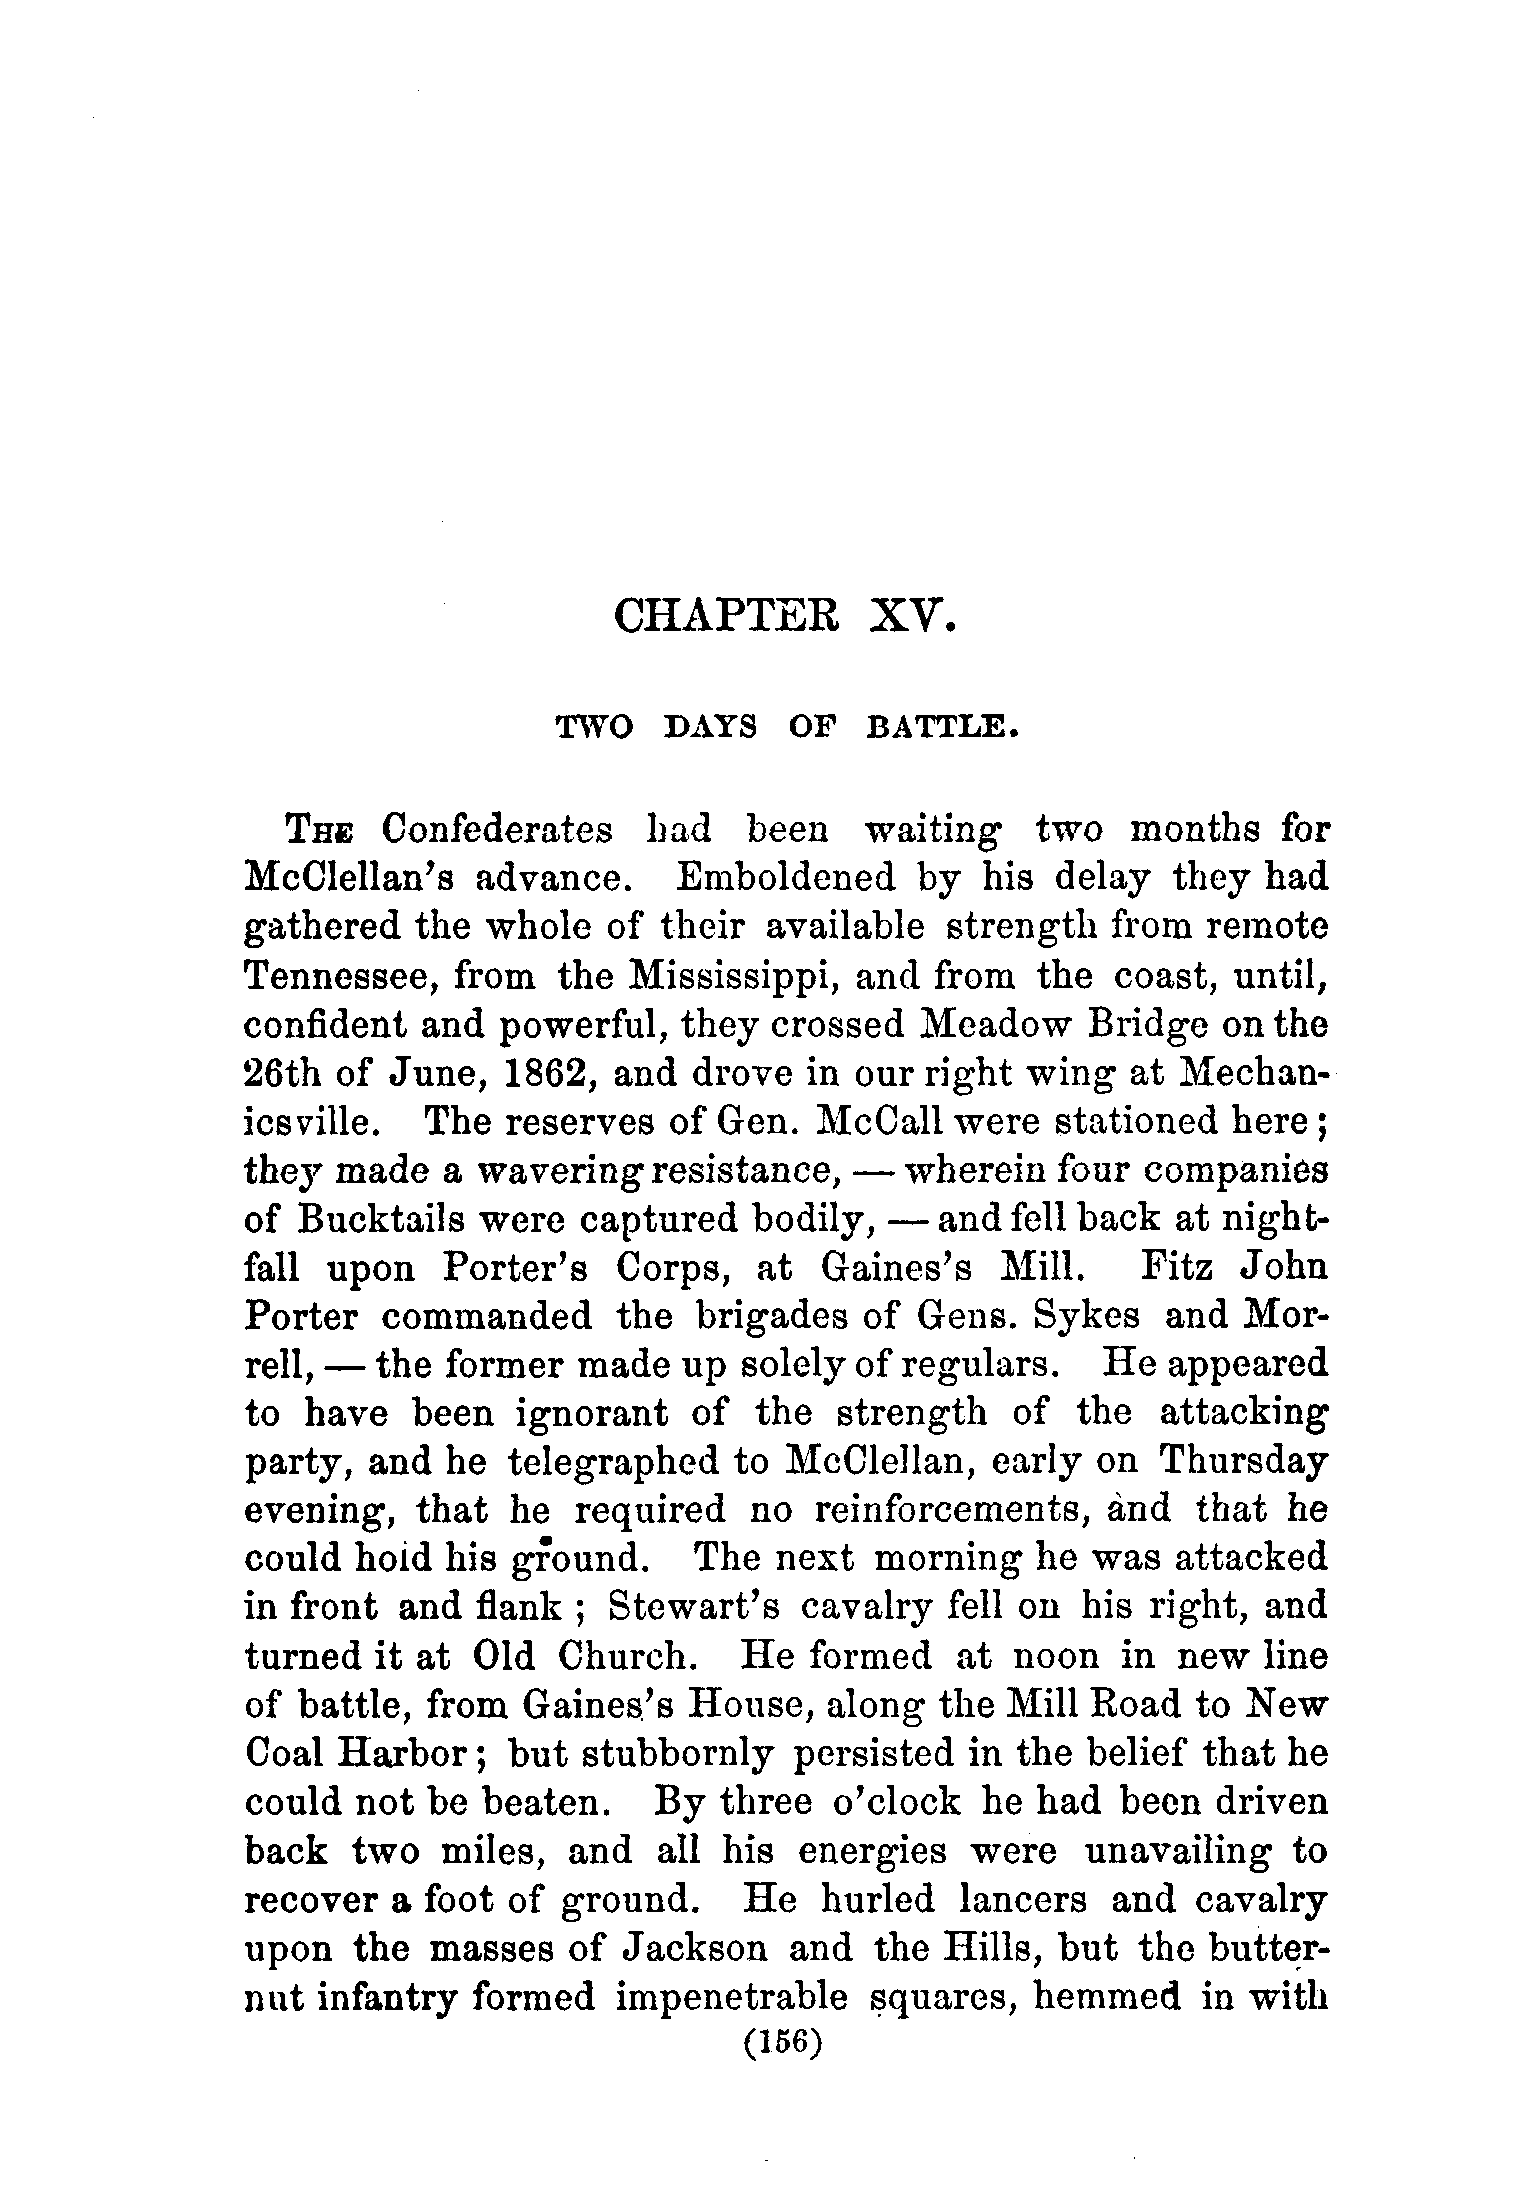 CHAPTER XV.
TWO DAYS OF BATTLE.
THE Confederates had been waiting two months for
McClellan's advance. Emboldened by his delay they had
gathered the whole of their available strength from remote
Tennessee, from the Mississippi, and from the coast, until,
confident and powerful, they crossed Meadow Bridge on the
26th of June, 1862, and drove in our right wing at Mechan-
icsville. The reserves of Gen. McCall were stationed here;
they made a wavering resistance, — wherein four companies
of Bucktails were captured bodily, — and fell back at night-
fall upon Porter's Corps, at Gaines's Mill. Fitz John
Porter commanded the brigades of Gens. Sykes and Mor-
rell, — the former made up solely of regulars. He appeared
to have been ignorant of the strength of the attacking
party, and he telegraphed to McClellan, early on Thursday
evening, that he required no reinforcements, and that he
could hold his ground. The next morning he was attacked
in front and flank; Stewart's cavalry fell on his right, and
turned it at Old Church. He formed at noon in new line
of battle, from Gaines's House, along the Mill Road to New
Coal Harbor; but stubbornly persisted in the belief that he
could not be beaten. By three o'clock he had been driven
back two miles, and all his energies were unavailing to
recover a foot of ground. He hurled lancers and cavalry
upon the masses of Jackson and the Hills, but the butter-
nut infantry formed impenetrable squares, hemmed in with
(156)